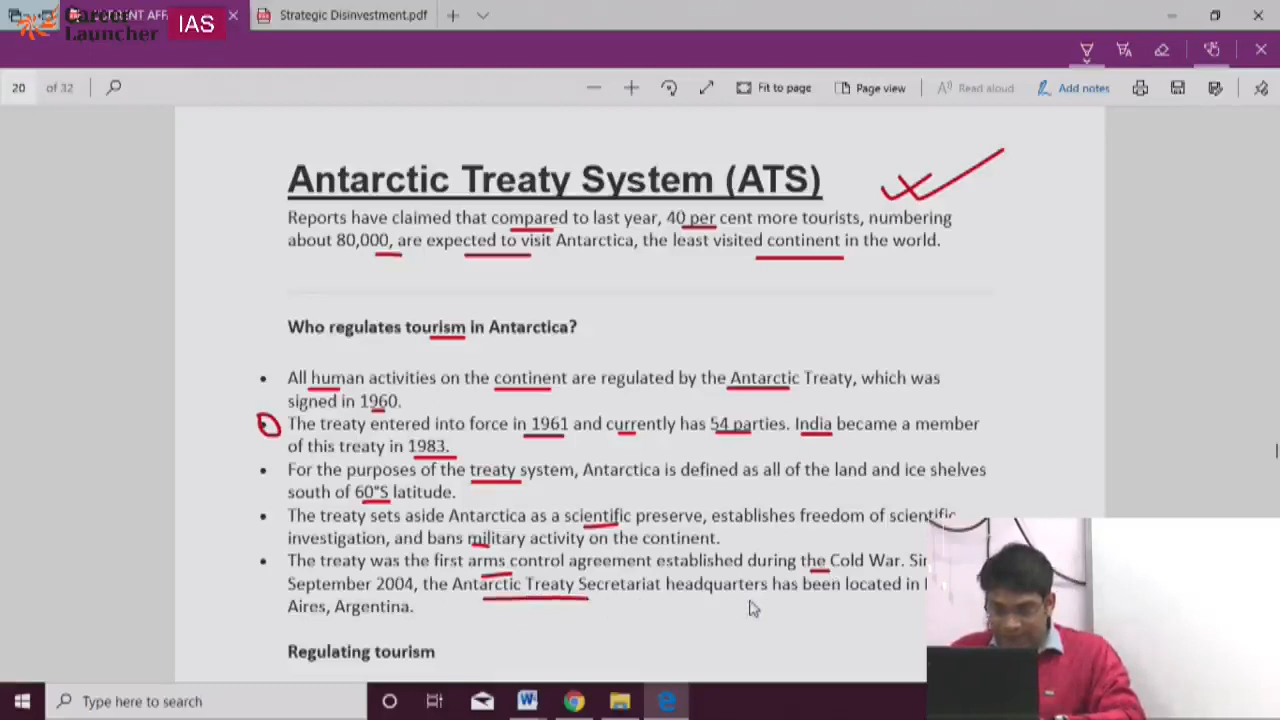 CURRENT AFF
Strategic Disinvestment.pdf
Career
Launcher
IAS
20 of 32
Fit to page
Page view
Read aloud
Add notes
Antarctic Treaty System (ATS)
Reports have claimed that compared to last year, 40 per cent more tourists, numbering
about 80,000, are expected to visit Antarctica, the least visited continent in the world.
Who regulates tourism in Antarctica?
• All human activities on the continent are regulated by the Antarctic Treaty, which was
signed in 1960.
• The treaty entered into force in 1961 and currently has 54 parties. India became a member
of this treaty in 1983.
• For the purposes of the treaty system, Antarctica is defined as all of the land and ice shelves
south of 60°S latitude.
• The treaty sets aside Antarctica as a scientific preserve, establishes freedom of scientific
investigation, and bans military activity on the continent.
• The treaty was the first arms control agreement established during the Cold War.
September 2004, the Antarctic Treaty Secretariat headquarters has been located in
Aires, Argentina.
Regulating tourism
Type here to search